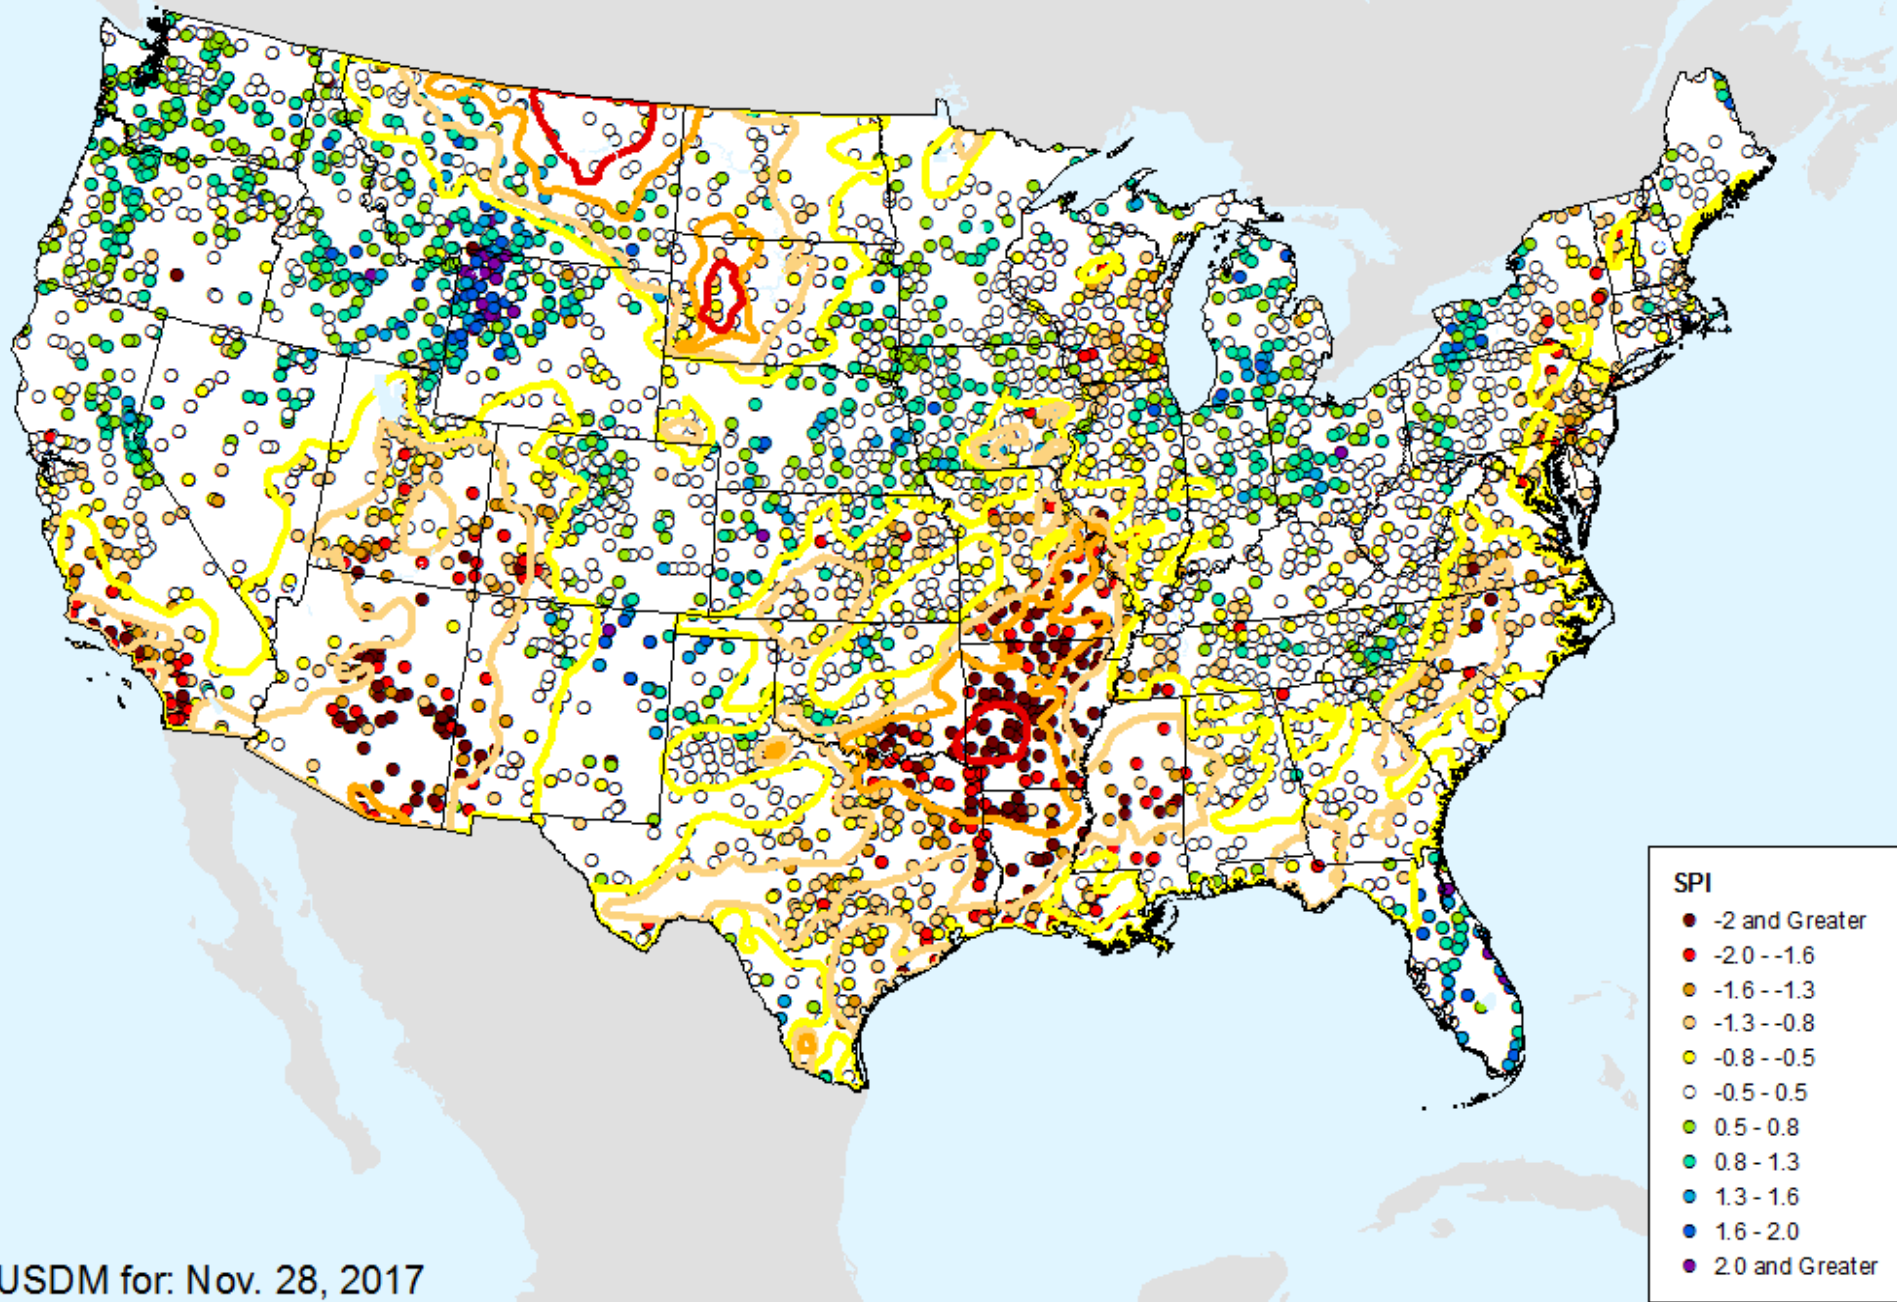 SPI
-2 and Greater
-2.0 - -1.6
-1.6 - -1.3
-1.3 - -0.8
-0.8 - -0.5
-0.5 - 0.5
0.5 - 0.8
0.8 - 1.3
1.3 - 1.6
1.6 - 2.0
2.0 and Greater
USDM for: Nov. 28, 2017